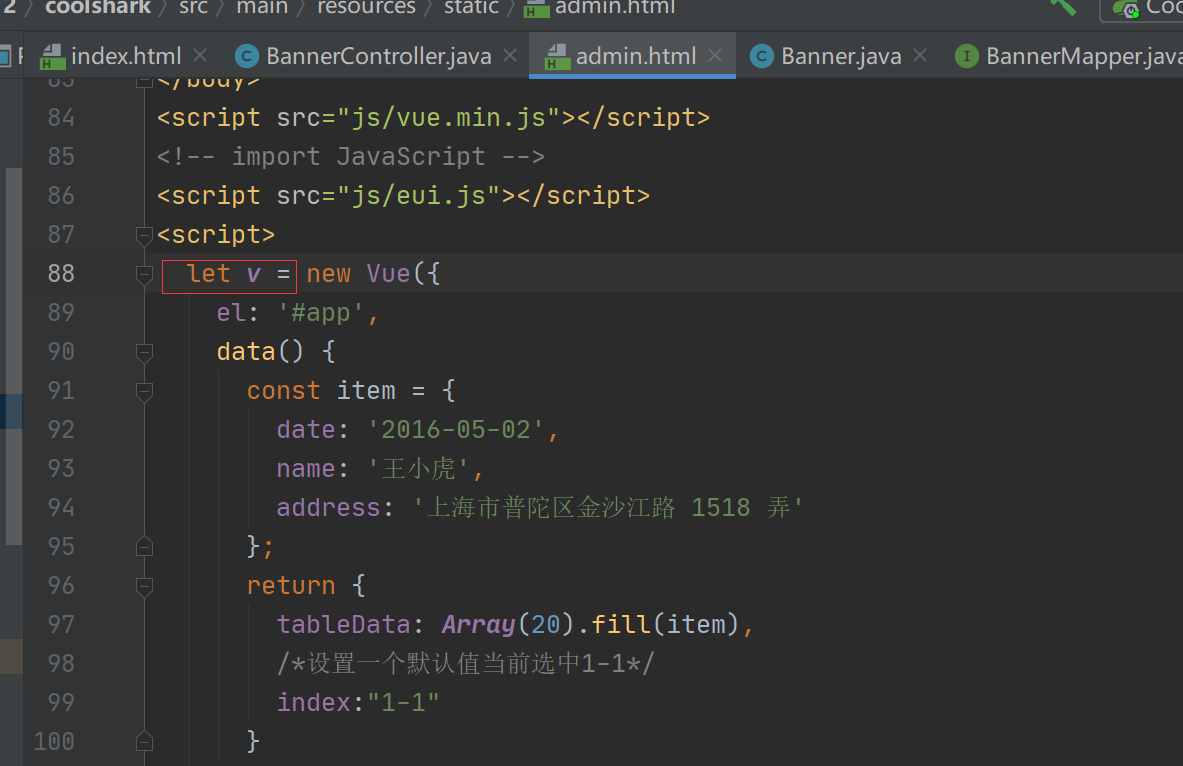 2 coolshark src main resources static admin.html
index.html BannerController.java admin.html Banner.java BannerMapper.java
83 </body>
84 <script src="js/vue.min.js"></script>
85 <!-- import JavaScript -->
86 <script src="js/eui.js"></script>
87 <script>
88 let v = new Vue({
89 el: '#app',
90 data() {
91 const item = {
92 date: '2016-05-02',
93 name: '王小虎',
94 address: '上海市普陀区金沙江路 1518 弄'
95 };
96 return {
97 tableData: Array(20).fill(item),
98 /*设置一个默认值当前选中1-1*/
99 index:"1-1"
100 }